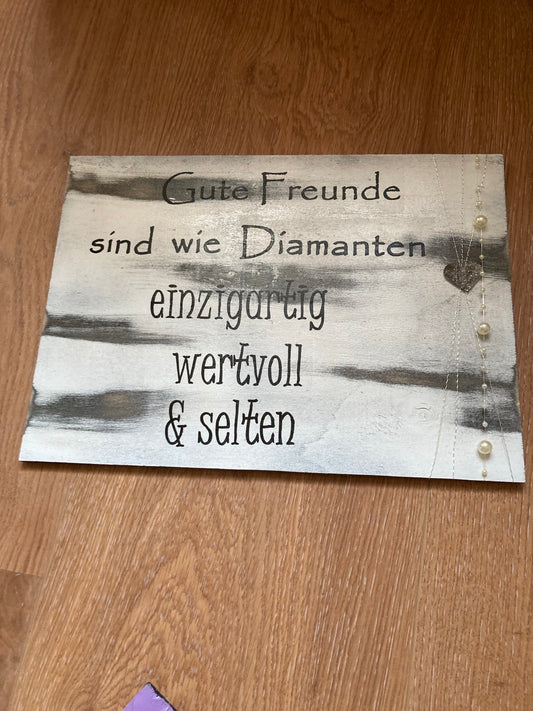 Gute Freunde
sind wie Diamanten
einzigartig
wertvoll
& selten